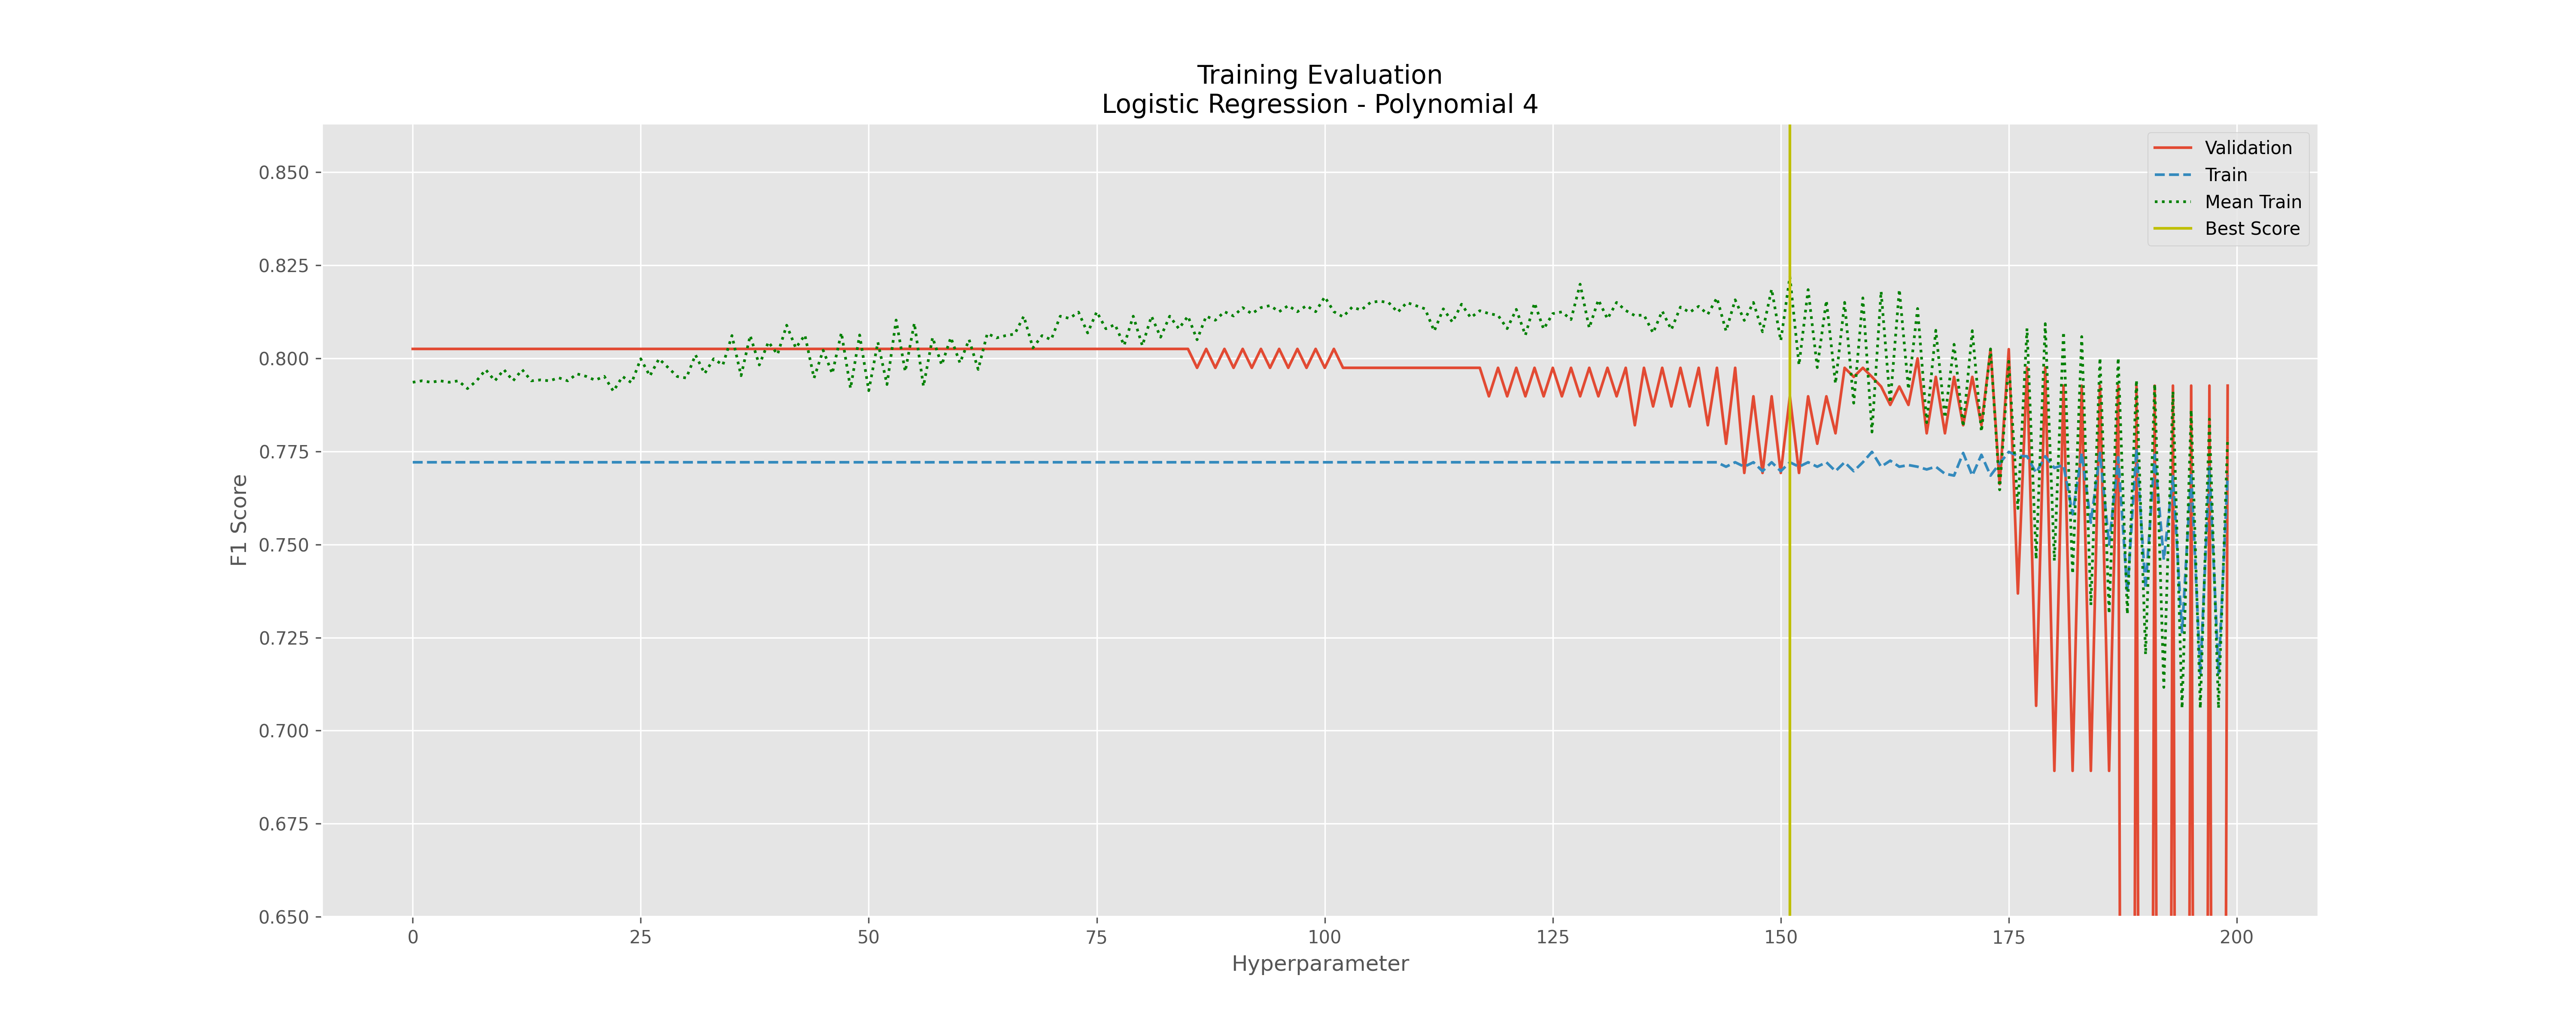 Training Evaluation
Logistic Regression - Polynomial 4
Validation
Train
Mean Train
Best Score
0.850
0.825
0.800
0.775
0.750
0.725
0.700
0.675
0.650
F1 Score
0 25 50 75 100 125 150 175 200
Hyperparameter